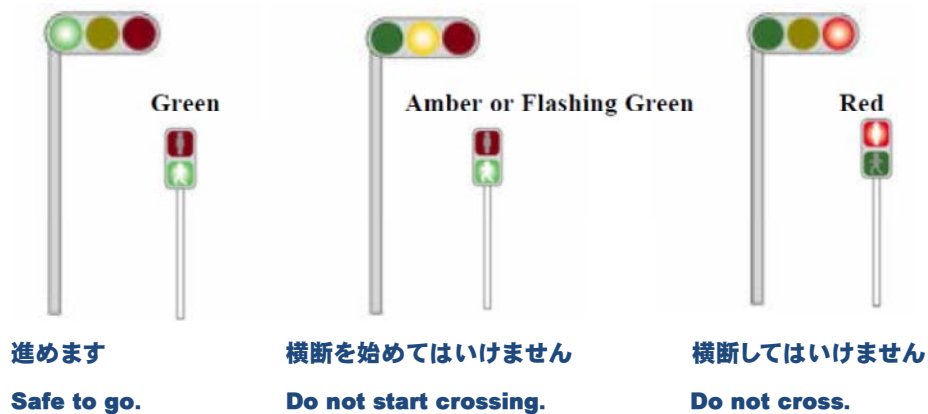 Green
Amber or Flashing Green
Red
進めます
横断を始めてはいけません
横断してはいけません
Safe to go.
Do not start crossing.
Do not cross.